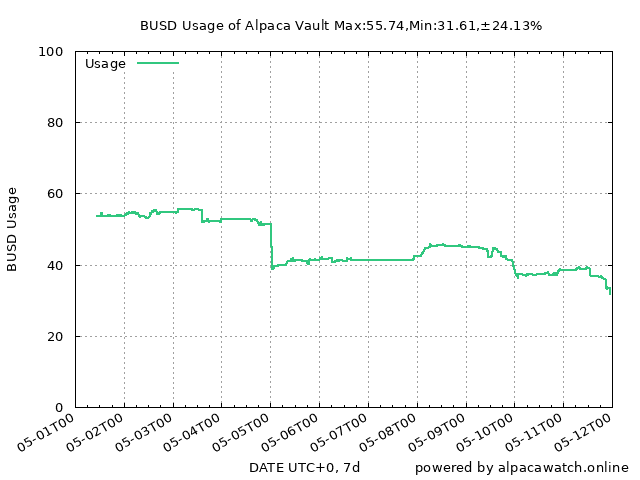 BUSD Usage of Alpaca Vault Max:55.74,Min:31.61,±24.13%
100
Usage
80
60
BUSD Usage
40
20
0
05-01T00 05-02T00 05-03T00 05-04T00 05-05T00 05-06T00 05-07T00 05-08T00 05-09T00 05-10T00 05-11T00 05-12T00
DATE UTC+0, 7d
powered by alpacawatch.online